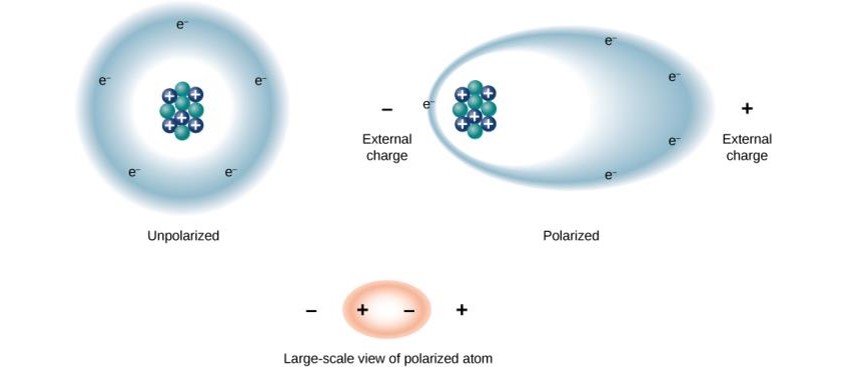 e⁻
e⁻ e⁻
e⁻ e⁻
+ +
+
+ +
Unpolarized
–
External
charge
e⁻
e⁻
e⁻
e⁻
e⁻
+ +
+
+ +
Polarized
+
External
charge
– + – +
Large-scale view of polarized atom